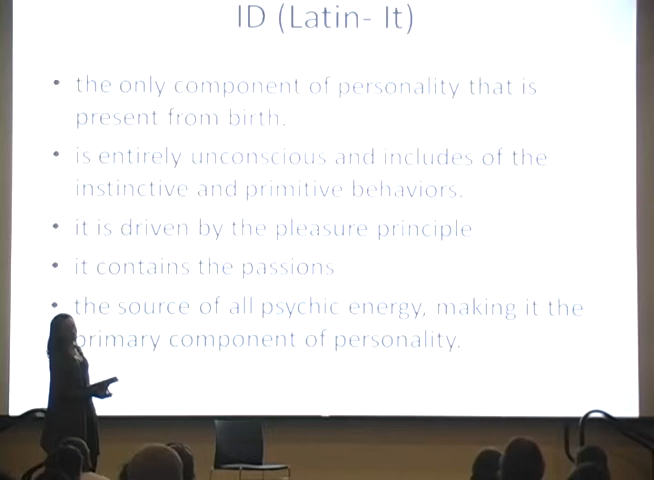 ID (Latin- It)
• the only component of personality that is
present from birth.
• is entirely unconscious and includes of the
instinctive and primitive behaviors.
• it is driven by the pleasure principle
• it contains the passions
• the source of all psychic energy, making it the
primary component of personality.